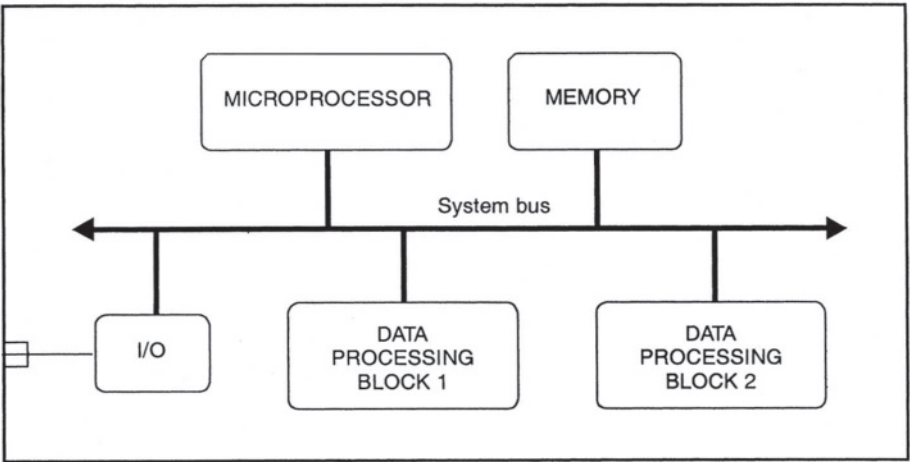 MICROPROCESSOR
MEMORY
System bus
I/O
DATA
PROCESSING
BLOCK 1
DATA
PROCESSING
BLOCK 2